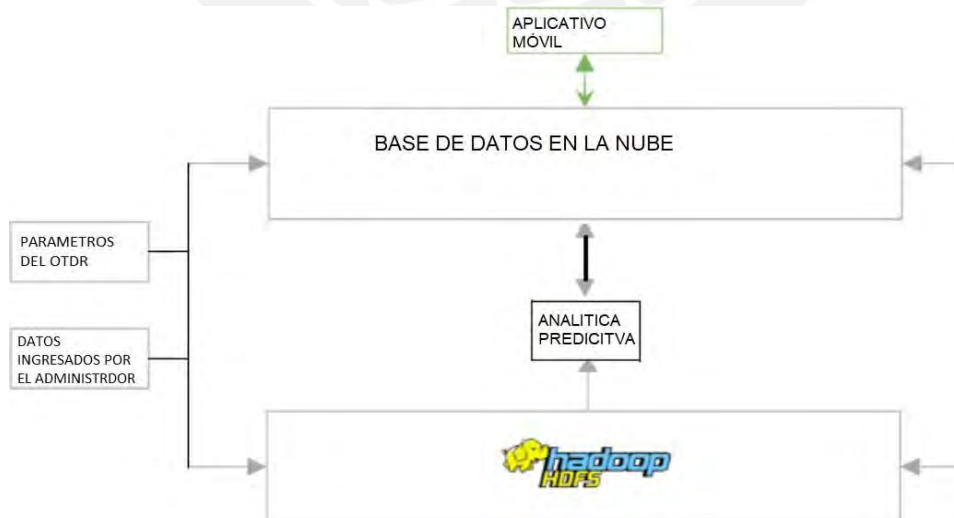 APLICATIVO
MÓVIL
BASE DE DATOS EN LA NUBE
PARAMETROS
DEL OTDR
ANALITICA
PREDICITVA
DATOS
INGRESADOS POR
EL ADMINISTRDOR
hadoop
HDFS